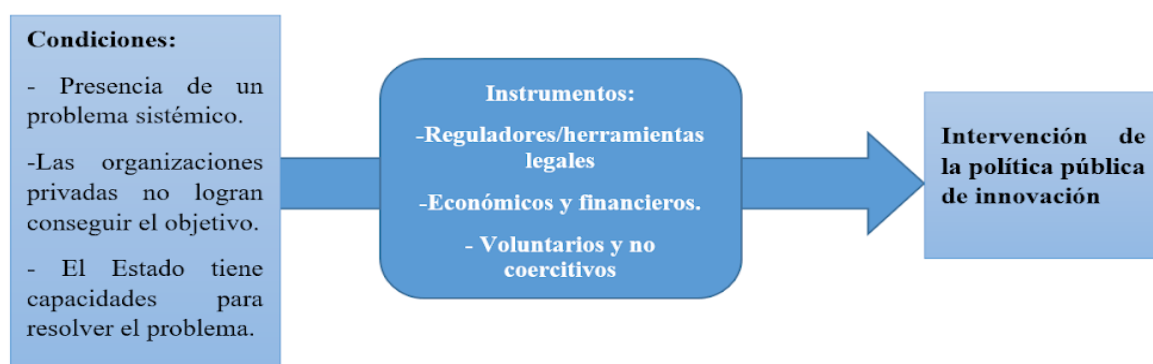 Condiciones:
- Presencia de un
problema sistémico.
-Las organizaciones
privadas no logran
conseguir el objetivo.
- El Estado tiene
capacidades para
resolver el problema.
Instrumentos:
-Reguladores/herramientas
legales
-Económicos y financieros.
- Voluntarios y no
coercitivos
Intervención de
la política pública
de innovación